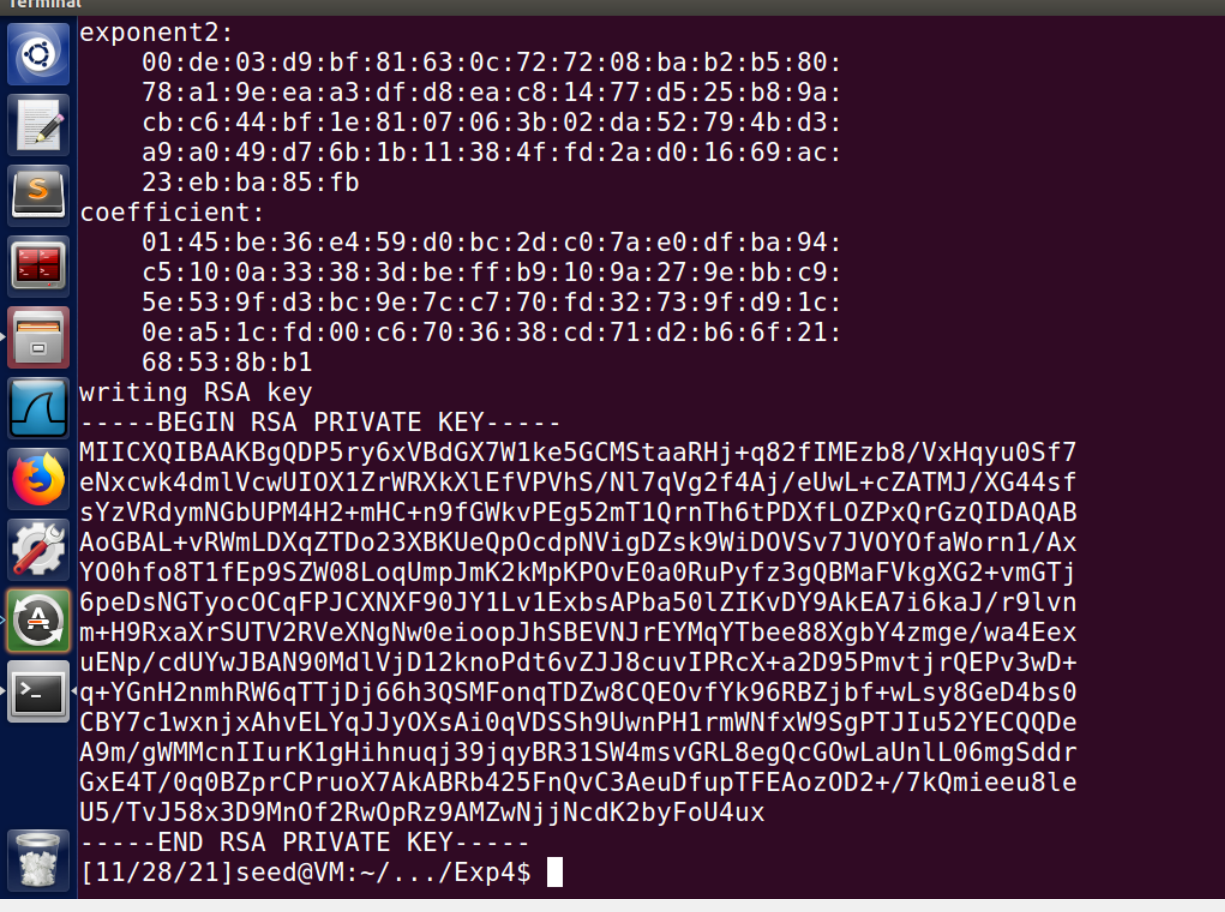 Terminal
exponent2:
00:de:03:d9:bf:81:63:0c:72:72:08:ba:b2:b5:80:
78:a1:9e:ea:a3:df:d8:ea:c8:14:77:d5:25:b8:9a:
cb:c6:44:bf:1e:81:07:06:3b:02:da:52:79:4b:d3:
a9:a0:49:d7:6b:1b:11:38:4f:fd:2a:d0:16:69:ac:
23:eb:ba:85:fb
coefficient:
01:45:be:36:e4:59:d0:bc:2d:c0:7a:e0:df:ba:94:
c5:10:0a:33:38:3d:be:ff:b9:10:9a:27:9e:bb:c9:
5e:53:9f:d3:bc:9e:7c:c7:70:fd:32:73:9f:d9:1c:
0e:a5:1c:fd:00:c6:70:36:38:cd:71:d2:b6:6f:21:
68:53:8b:b1
writing RSA key
-----BEGIN RSA PRIVATE KEY-----
MIICXQIBAAKBgQDP5ry6xVBdGX7W1ke5GCMStaaRHj+q82fIMEzb8/VxHqyu0Sf7
eNxcwk4dmlVcwUIOX1ZrWRXkXlEfVPVhS/Nl7qVg2f4Aj/eUwL+cZATMJ/XG44sf
sYzVRdymNGbUPM4H2+mHC+n9fGWkvPEg52mT1QrnTh6tPDXfLOZPxQrGzQIDAQAB
AoGBAL+vRWmLDXqZTDo23XBKUeQpOcdpNVigDZsk9WiDOVSv7JVOYOfaWorn1/Ax
YO0hfo8T1fEp9SZW08LoqUmpJmK2kMpKPOvE0a0RuPyfz3gQBMaFVkgXG2+vmGTj
6peDsNGTyocOCqFPJCXNXF90JY1Lv1ExbsAPba50lZIKvDY9AkEA7i6kaJ/r9lvn
m+H9RxaXrSUTV2RVeXNgNw0eioopJhSBEVNJrEYMqYTbee88XgbY4zmge/wa4Eex
uENp/cdUYwJBAN90MdlVjD12knoPdt6vZJJ8cuvIPRcX+a2D95PmvtjrQEPv3wD+
q+YGnH2nmhRW6qTTjDj66h3QSMFonqTDZw8CQEOvfYk96RBZjbf+wLsy8GeD4bs0
CBY7c1wxnjxAhvELYqJJyOXsAi0qVDSSh9UwnPH1rmWNfxW9SgPTJIu52YECQQDe
A9m/gWMMcnIIurK1gHihnuqj39jqyBR31SW4msvGRL8egQcGOwLaUnlL06mgSddr
GxE4T/0q0BZprCPruoX7AkABRb425FnQvC3AeuDfupTFEAozOD2+/7kQmieeu8le
U5/TvJ58x3D9MnOf2RwOpRz9AMZwNjjNcdK2byFoU4ux
-----END RSA PRIVATE KEY-----
[11/28/21]seed@VM:~/.../Exp4$